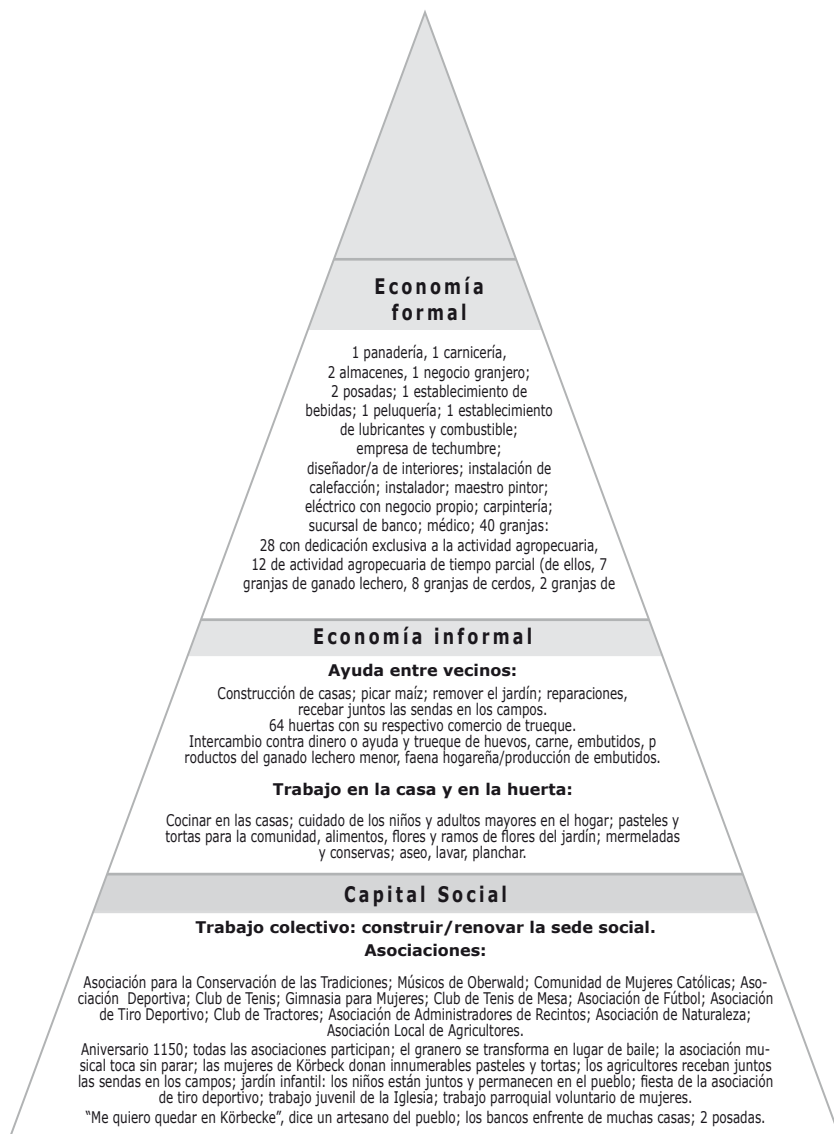 Economía
formal
1 panadería, 1 carnicería,
2 almacenes, 1 negocio granjero;
2 posadas; 1 establecimiento de
bebidas; 1 peluquería; 1 establecimiento
de lubricantes y combustible;
empresa de techumbre;
diseñador/a de interiores; instalación de
calefacción; instalador; maestro pintor;
eléctrico con negocio propio; carpintería;
sucursal de banco; médico; 40 granjas:
28 con dedicación exclusiva a la actividad agropecuaria,
12 de actividad agropecuaria de tiempo parcial (de ellos, 7
granjas de ganado lechero, 8 granjas de cerdos, 2 granjas de
Economía informal
Ayuda entre vecinos:
Construcción de casas; picar maíz; remover el jardín; reparaciones,
recebar juntos las sendas en los campos.
64 huertas con su respectivo comercio de trueque.
Intercambio contra dinero o ayuda y trueque de huevos, carne, embutidos, p
roductos del ganado lechero menor, faena hogareña/producción de embutidos.
Trabajo en la casa y en la huerta:
Cocinar en las casas; cuidado de los niños y adultos mayores en el hogar; pasteles y
tortas para la comunidad, alimentos, flores y ramos de flores del jardín; mermeladas
y conservas; aseo, lavar, planchar.
Capital Social
Trabajo colectivo: construir/renovar la sede social.
Asociaciones:
Asociación para la Conservación de las Tradiciones; Músicos de Oberwald; Comunidad de Mujeres Católicas; Aso-
ciación Deportiva; Club de Tenis; Gimnasia para Mujeres; Club de Tenis de Mesa; Asociación de Fútbol; Asociación
de Tiro Deportivo; Club de Tractores; Asociación de Administradores de Recintos; Asociación de Naturaleza;
Asociación Local de Agricultores.
Aniversario 1150; todas las asociaciones participan; el granero se transforma en lugar de baile; la asociación mu-
sical toca sin parar; las mujeres de Körbeck donan innumerables pasteles y tortas; los agricultores receban juntos
las sendas en los campos; jardín infantil: los niños están juntos y permanecen en el pueblo; fiesta de la asociación
de tiro deportivo; trabajo juvenil de la Iglesia; trabajo parroquial voluntario de mujeres.
"Me quiero quedar en Körbecke", dice un artesano del pueblo; los bancos enfrente de muchas casas; 2 posadas.